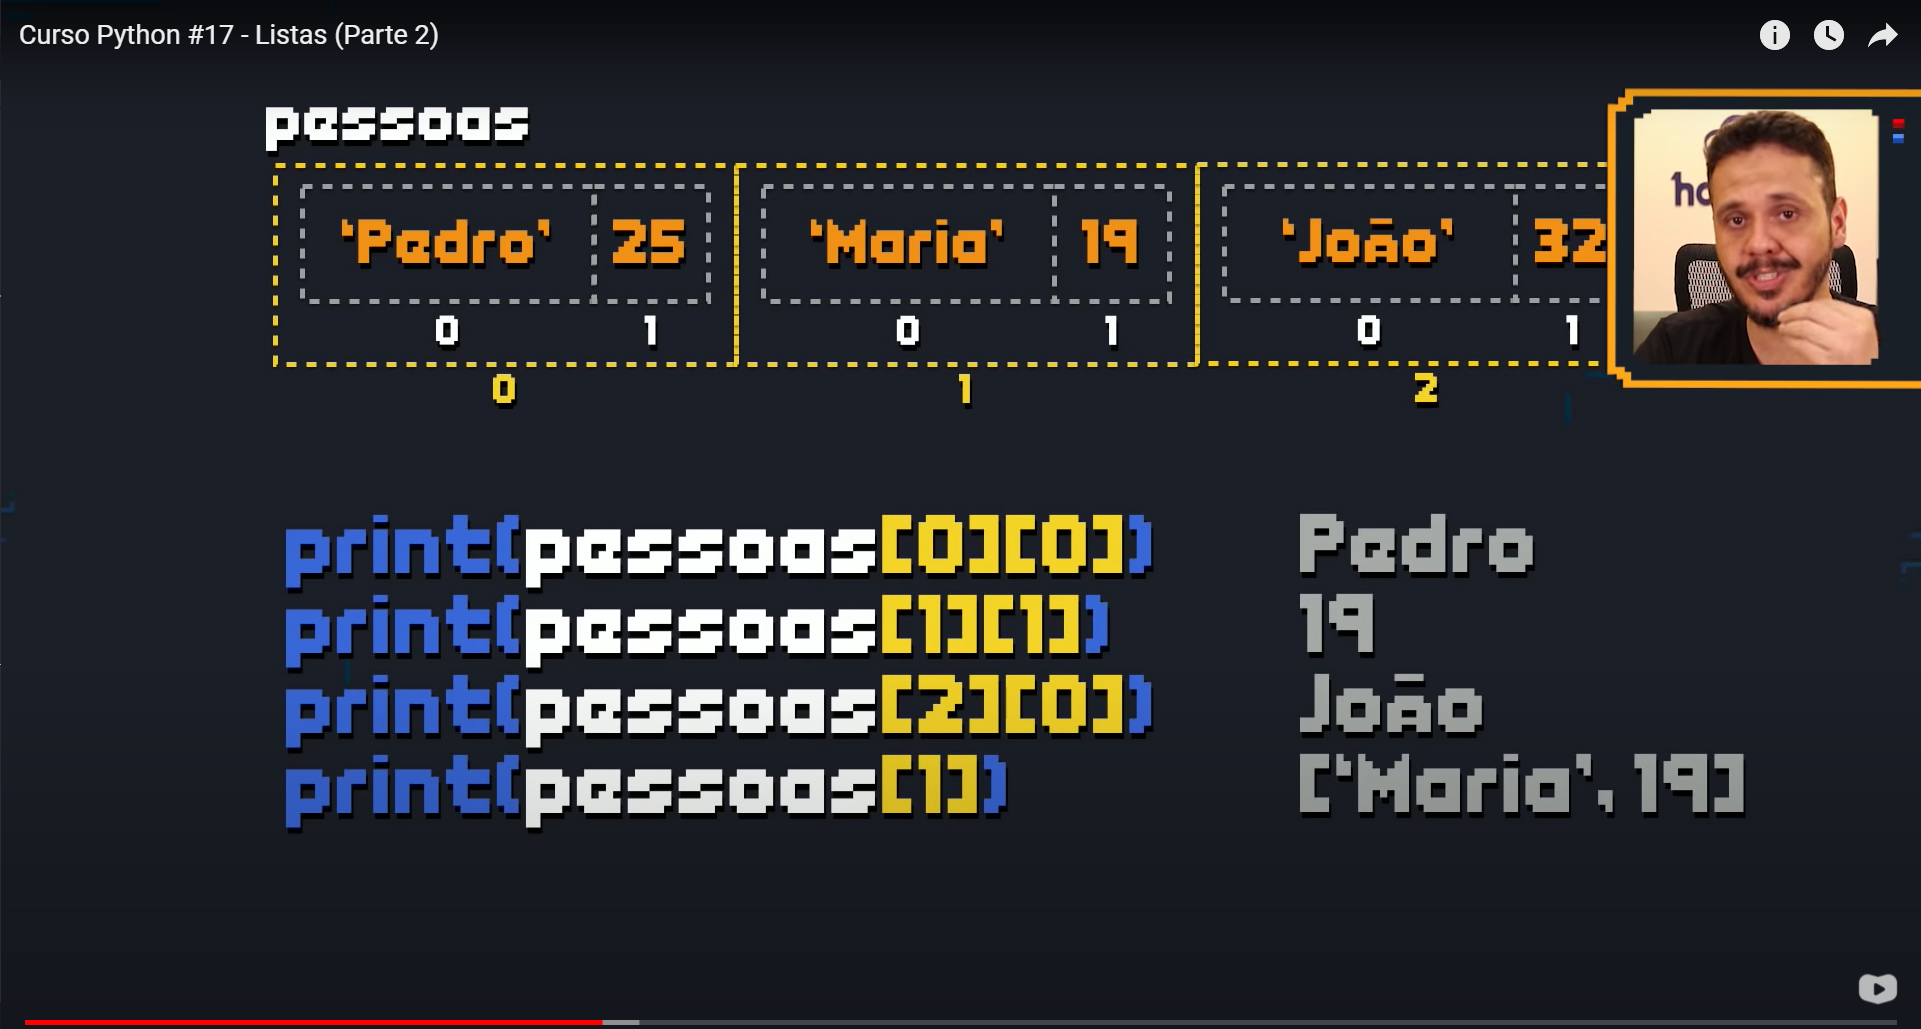 Curso Python #17 - Listas (Parte 2)
pessoas
'Pedro' 25 'Maria' 19 'João' 32
0 1 0 1 0 1
0 1 2
print(pessoas[0][0]) Pedro
print(pessoas[1][1]) 19
print(pessoas[2][0]) João
print(pessoas[1]) ['Maria', 19]